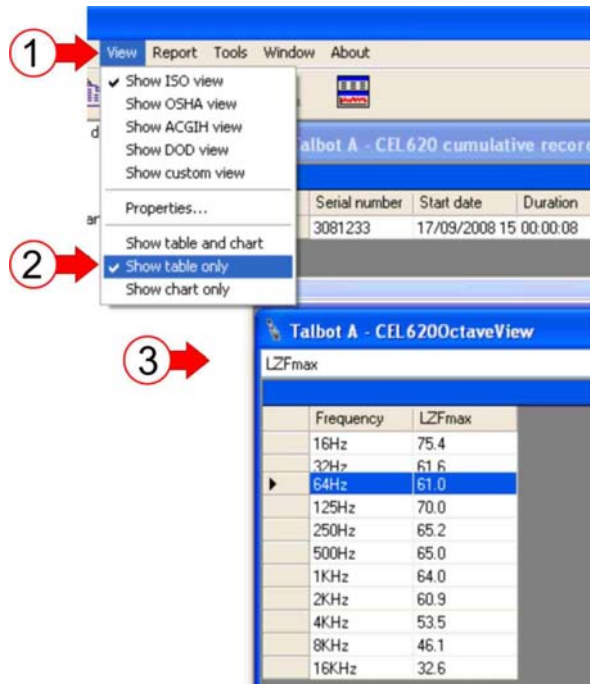 1
View Report Tools Window About
Show ISO view
Show OSHA view
Show ACGIH view
Show DOD view
Show custom view
Properties...
Show table and chart
2
Show table only
Show chart only
d
ar
Talbot A - CEL620 cumulative recor
Serial number Start date Duration
3081233 17/09/2008 15 00:00:08
3
Talbot A - CEL620OctaveView
LZFmax
Frequency LZFmax
16Hz 75.4
32Hz 61.6
64Hz 61.0
125Hz 70.0
250Hz 65.2
500Hz 65.0
1KHz 64.0
2KHz 60.9
4KHz 53.5
8KHz 46.1
16KHz 32.6